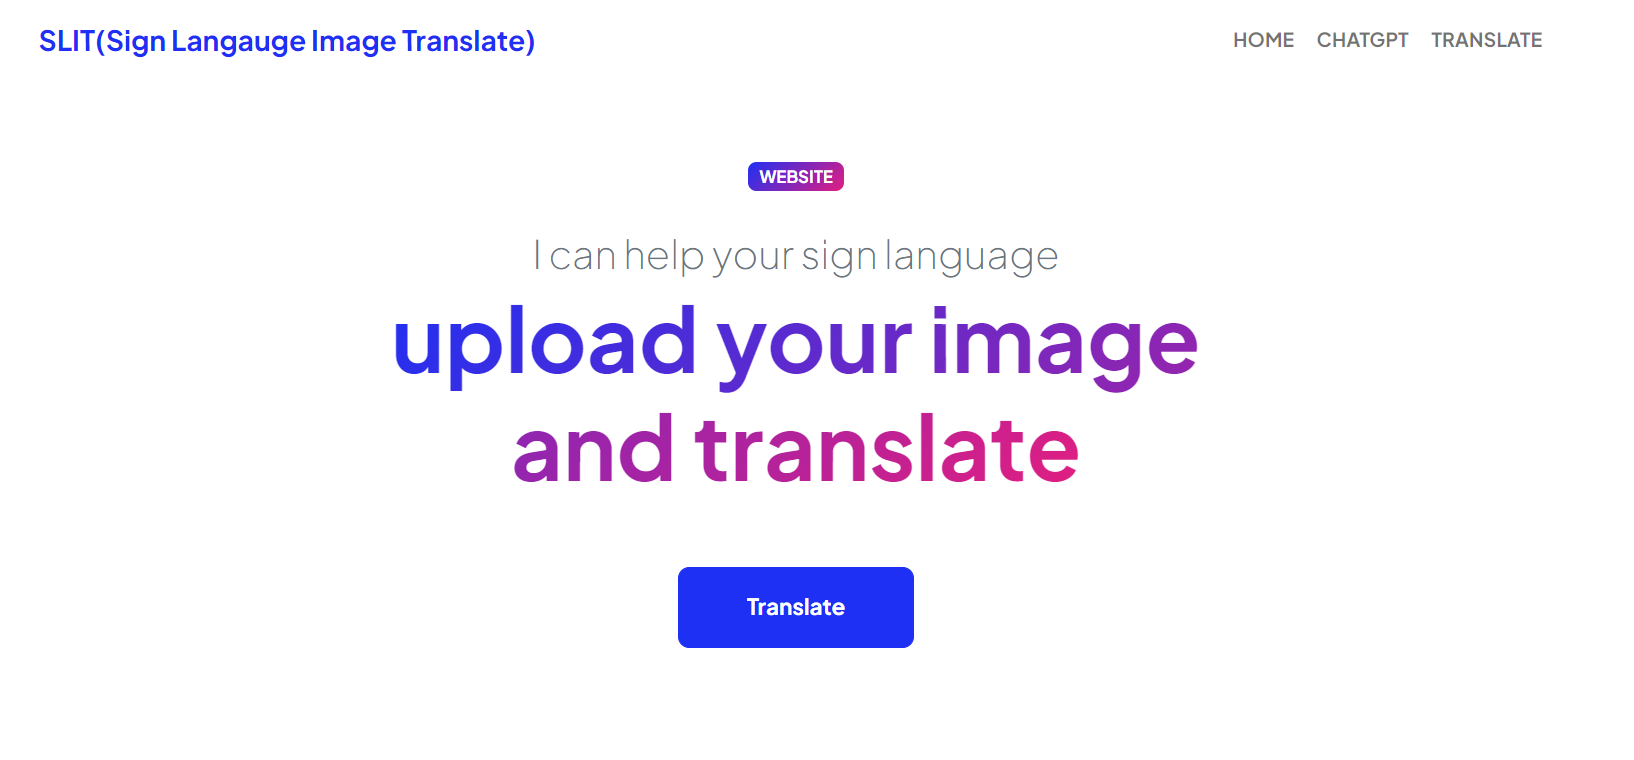 SLIT(Sign Langauge Image Translate)
HOME CHATGPT TRANSLATE
WEBSITE
I can help your sign language
upload your image
and translate
Translate